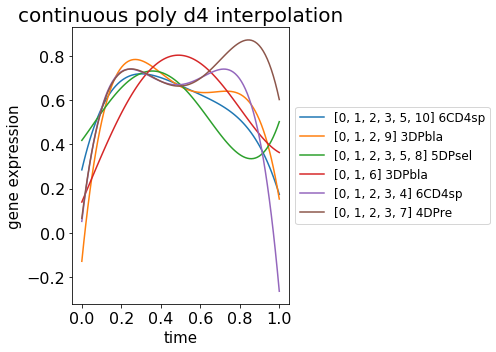 continuous poly d4 interpolation
gene expression
0.8
0.6
0.4
0.2
0.0
−0.2
0.0 0.2 0.4 0.6 0.8 1.0
time
[0, 1, 2, 3, 5, 10] 6CD4sp
[0, 1, 2, 9] 3DPbla
[0, 1, 2, 3, 5, 8] 5DPsel
[0, 1, 6] 3DPbla
[0, 1, 2, 3, 4] 6CD4sp
[0, 1, 2, 3, 7] 4DPre